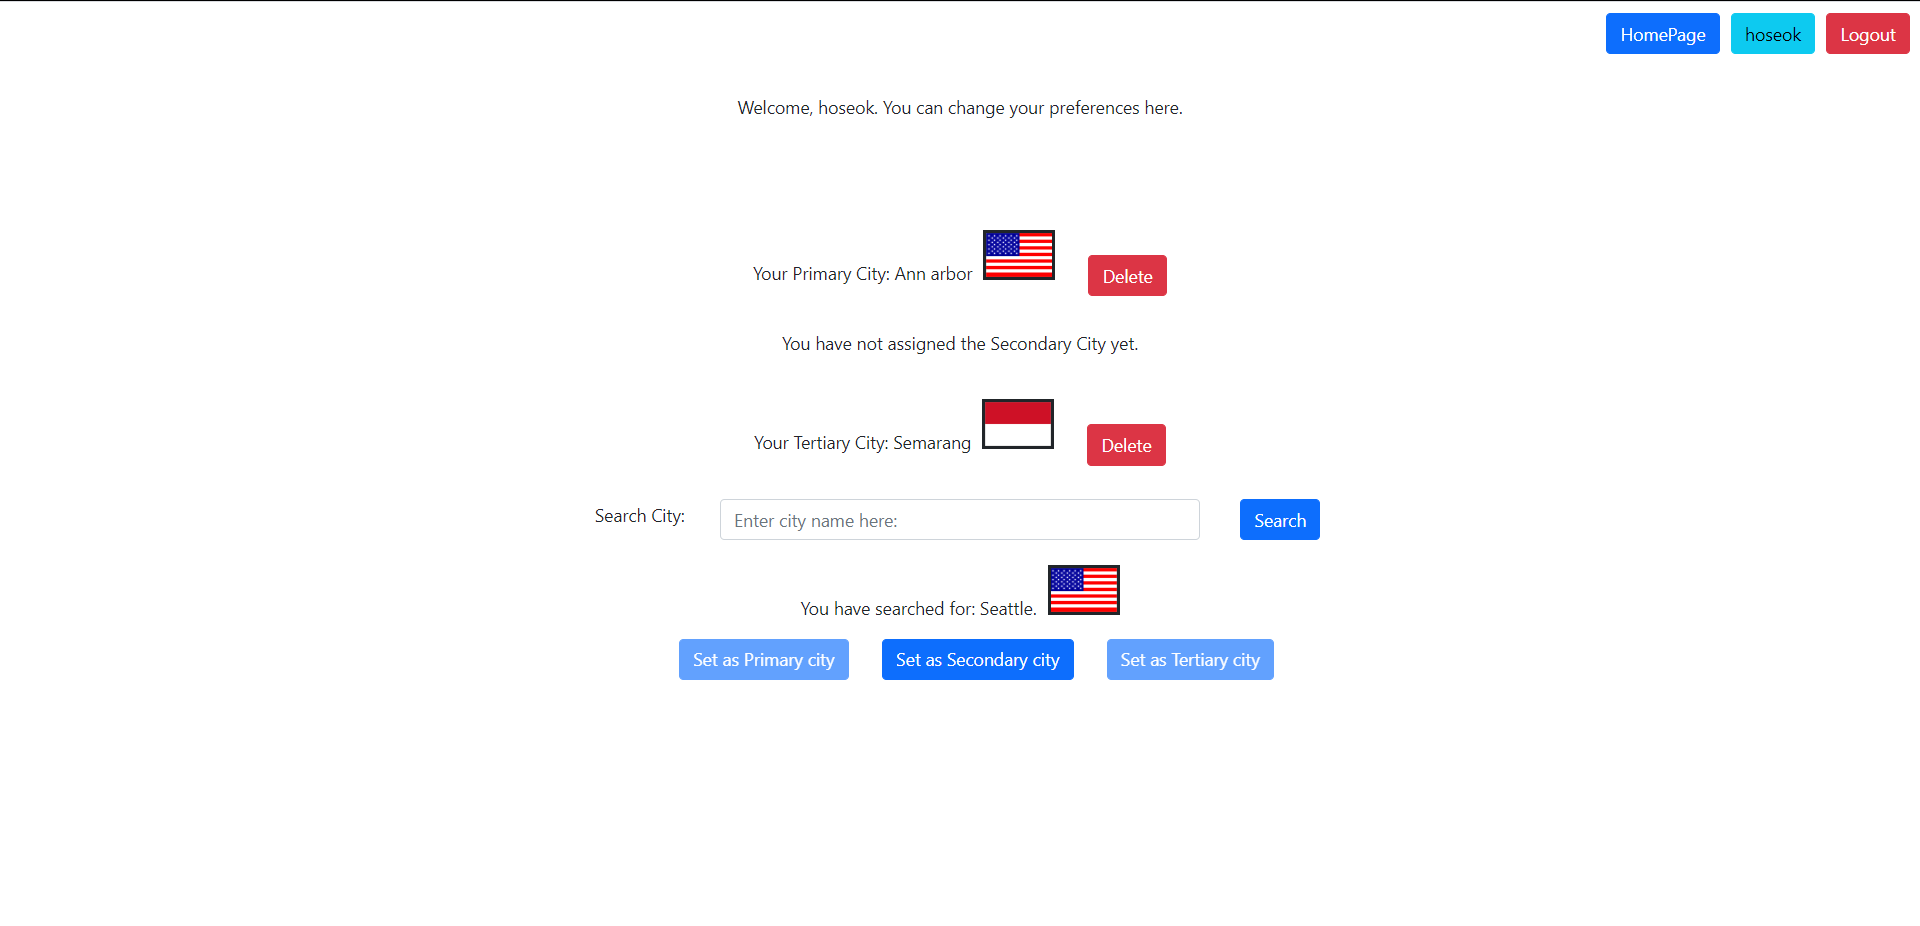 HomePage hoseok Logout
Welcome, hoseok. You can change your preferences here.
Your Primary City: Ann arbor Delete
You have not assigned the Secondary City yet.
Your Tertiary City: Semarang Delete
Search City: Enter city name here: Search
You have searched for: Seattle.
Set as Primary city Set as Secondary city Set as Tertiary city